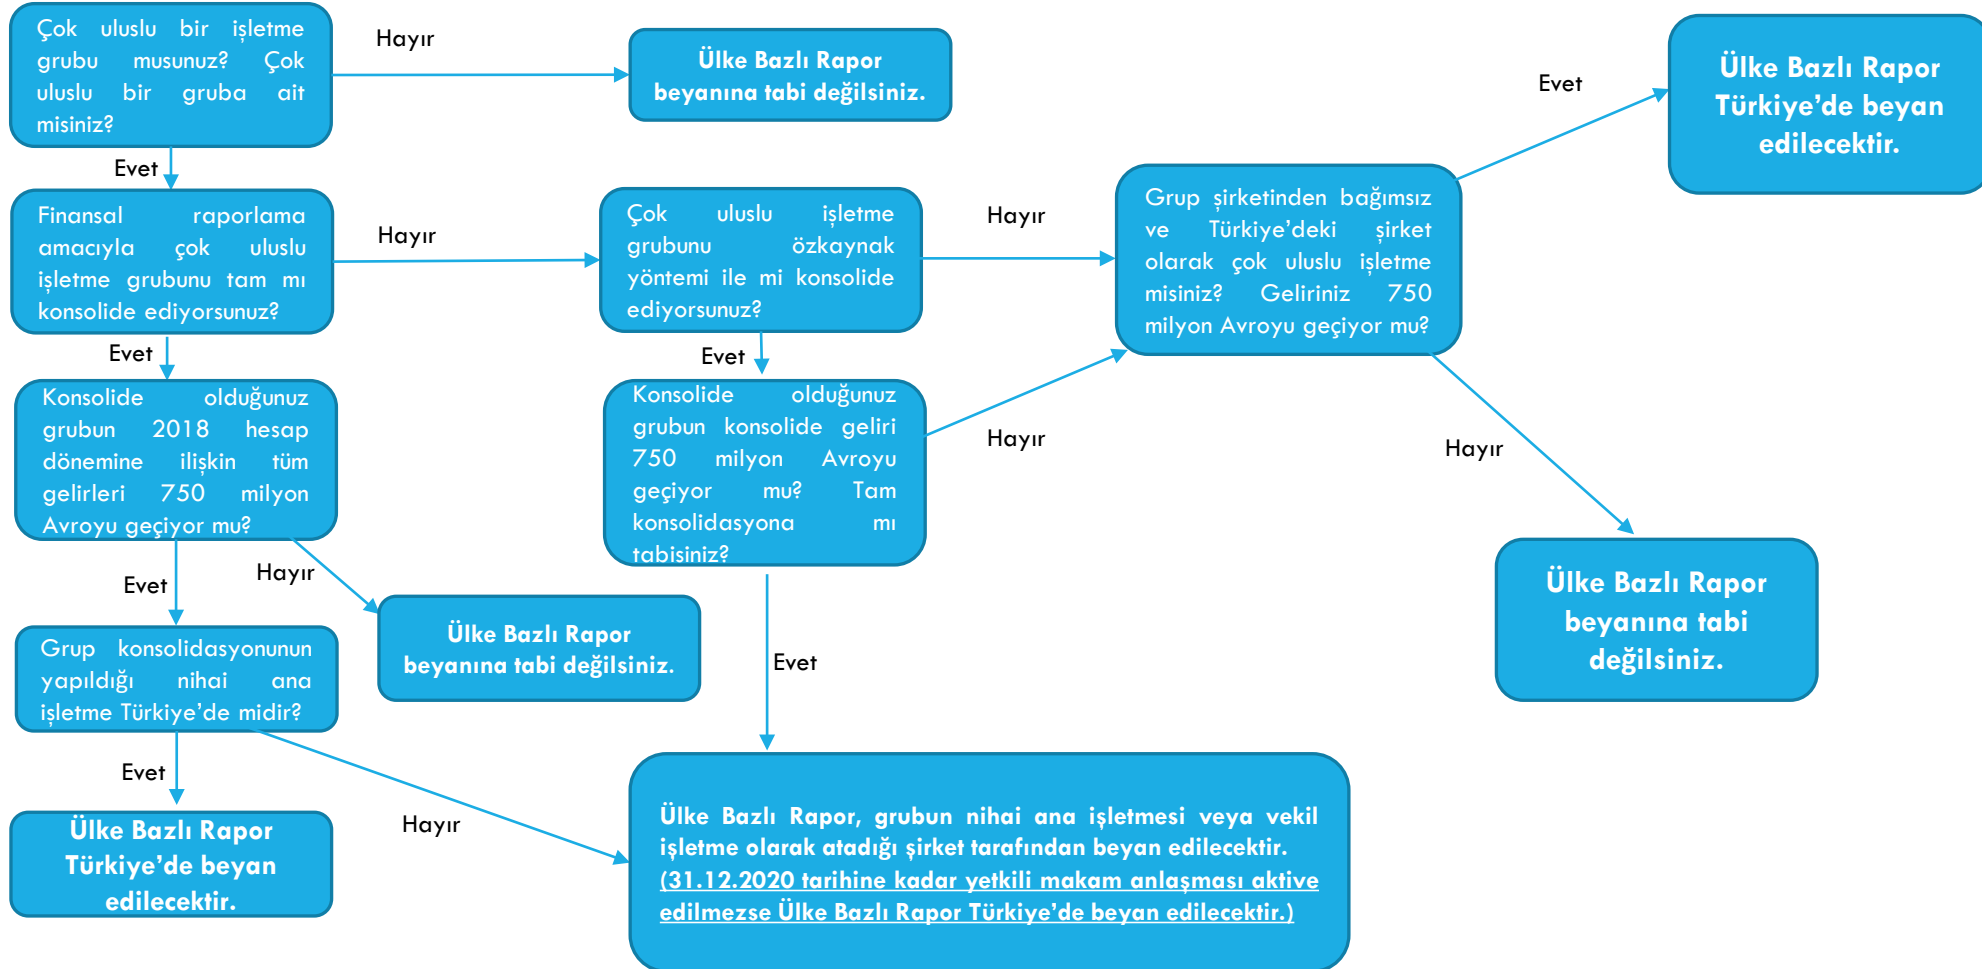 Çok uluslu bir işletme
grubu musunuz? Çok
uluslu bir gruba ait
misiniz?
Hayır
Ülke Bazlı Rapor
beyanına tabi değilsiniz.
Evet
Finansal raporlama
amacıyla çok uluslu
işletme grubunu tam mı
konsolide ediyorsunuz?
Hayır
Çok uluslu işletme
grubunu özkaynak
yöntemi ile mi konsolide
ediyorsunuz?
Hayır
Grup şirketinden bağımsız
ve Türkiye’deki şirket
olarak çok uluslu işletme
misiniz? Geliriniz 750
milyon Avroyu geçiyor mu?
Evet
Ülke Bazlı Rapor
Türkiye’de beyan
edilecektir.
Evet
Konsolide olduğunuz
grubun 2018 hesap
dönemine ilişkin tüm
gelirleri 750 milyon
Avroyu geçiyor mu?
Evet
Konsolide olduğunuz
grubun konsolide geliri
750 milyon Avroyu
geçiyor mu? Tam
konsolidasyona mı
tabisiniz?
Hayır
Hayır
Ülke Bazlı Rapor
beyanına tabi
değilsiniz.
Evet
Hayır
Ülke Bazlı Rapor
beyanına tabi değilsiniz.
Grup konsolidasyonunun
yapıldığı nihai ana
işletme Türkiye’de midir?
Evet
Evet
Ülke Bazlı Rapor
Türkiye’de beyan
edilecektir.
Hayır
Ülke Bazlı Rapor, grubun nihai ana işletmesi veya vekil
işletme olarak atadığı şirket tarafından beyan edilecektir.
(31.12.2020 tarihine kadar yetkili makam anlaşması aktive
edilmezse Ülke Bazlı Rapor Türkiye’de beyan edilecektir.)